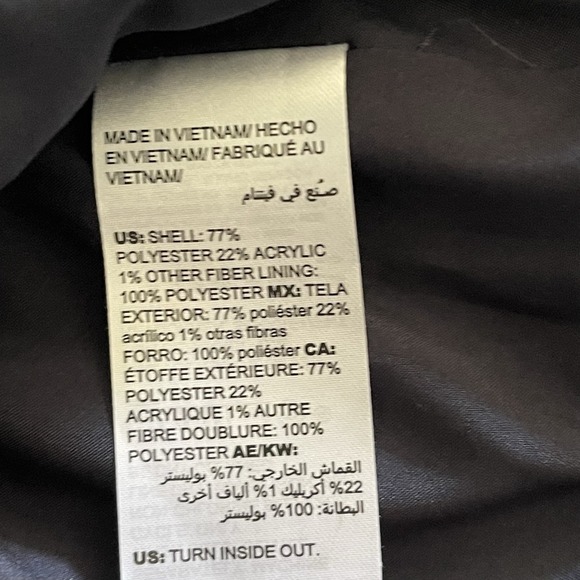 MADE IN VIETNAM/ HECHO
EN VIETNAM/ FABRIQUÉ AU
VIETNAM/
صُنع في فيتنام
US: SHELL: 77%
POLYESTER 22% ACRYLIC
1% OTHER FIBER LINING:
100% POLYESTER MX: TELA
EXTERIOR: 77% poliéster 22%
acrílico 1% otras fibras
FORRO: 100% poliéster CA:
ÉTOFFE EXTÉRIEURE: 77%
POLYESTER 22%
ACRYLIQUE 1% AUTRE
FIBRE DOUBLURE: 100%
POLYESTER AE/KW:
القماش الخارجي: 77% بوليستر
22% أكريليك 1% ألياف أخرى
البطانة: 100% بوليستر
US: TURN INSIDE OUT.